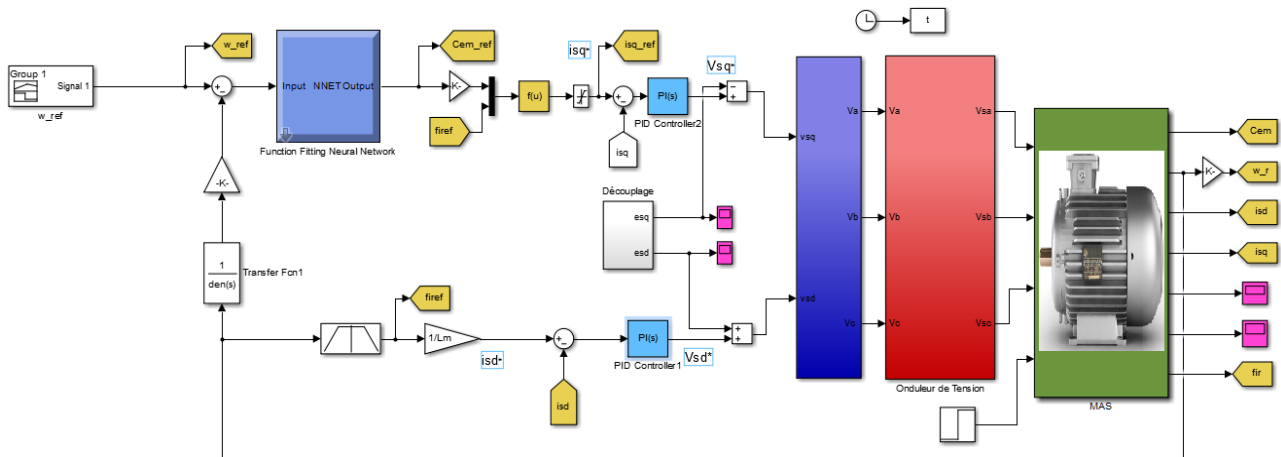 Group 1
Signal 1
w_ref
w_ref
+
−
Input
NNET Output
Function Fitting Neural Network
Cem_ref
-K-
firef
f(u)
isq*
isq_ref
+
−
isq
PI(s)
PID Controller2
Vsq*
−
+
t
-K-
1
den(s)
Transfer Fcn1
Découplage
esq
esd
firef
1/Lm
isd*
+
−
isd
PI(s)
PID Controller1
Vsd*
+
+
vsq
vsd
Va
Vb
Vc
Va
Vb
Vc
Vsa
Vsb
Vsc
Onduleur de Tension
MAS
Cem
K-
w_r
isd
isq
fir